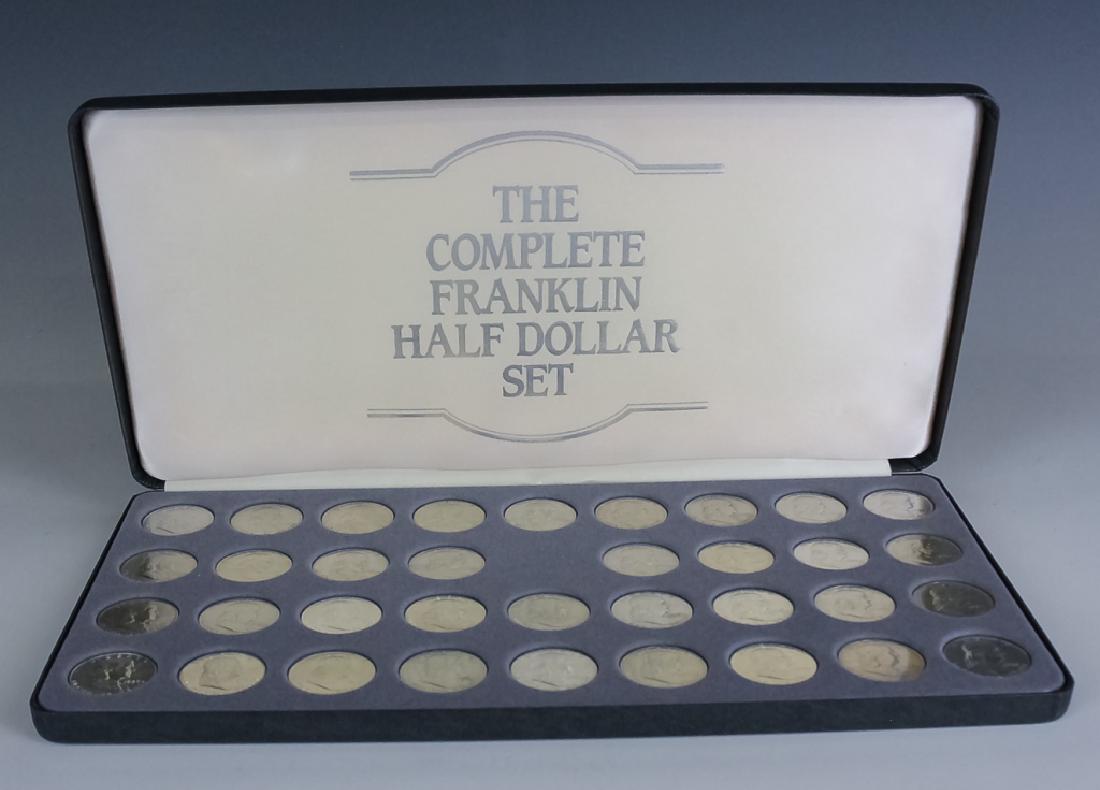 THE
COMPLETE
FRANKLIN
HALF DOLLAR
SET